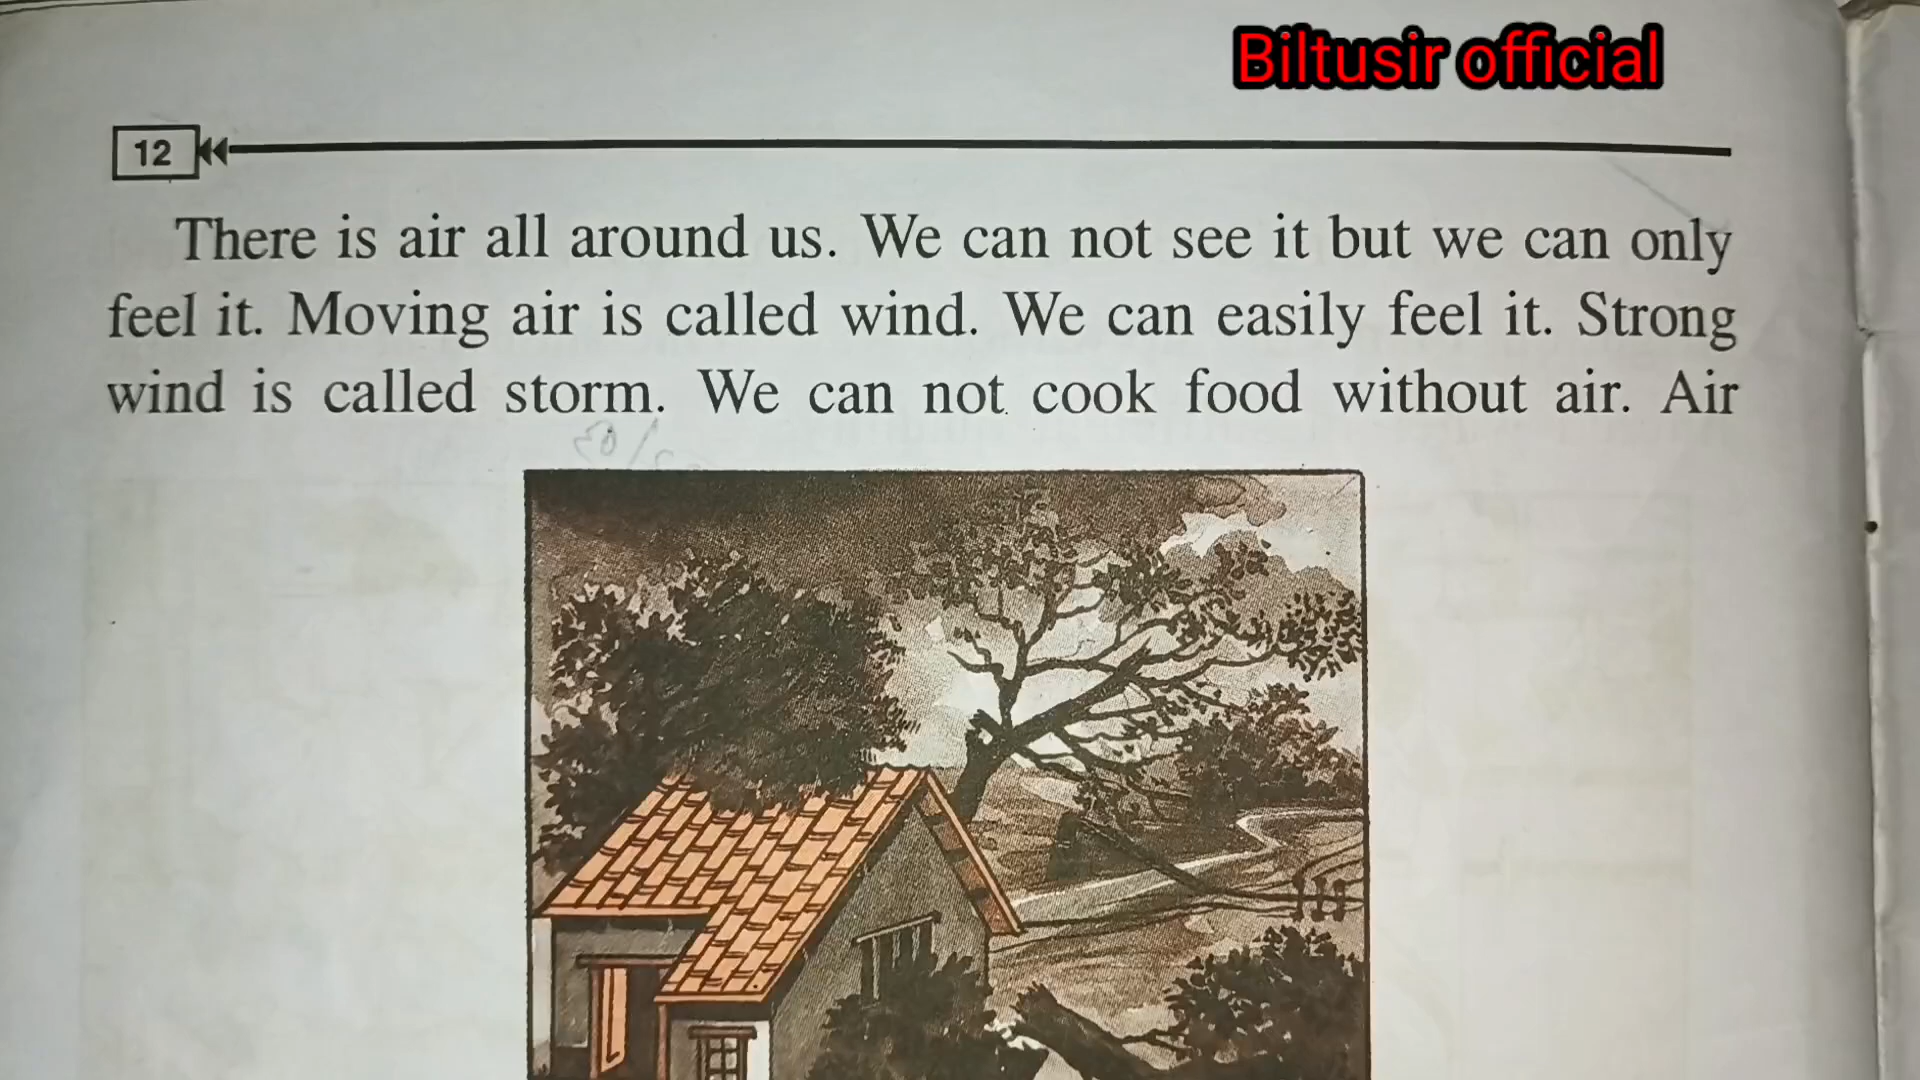 Biltusir official
12
There is air all around us. We can not see it but we can only
feel it. Moving air is called wind. We can easily feel it. Strong
wind is called storm. We can not cook food without air. Air